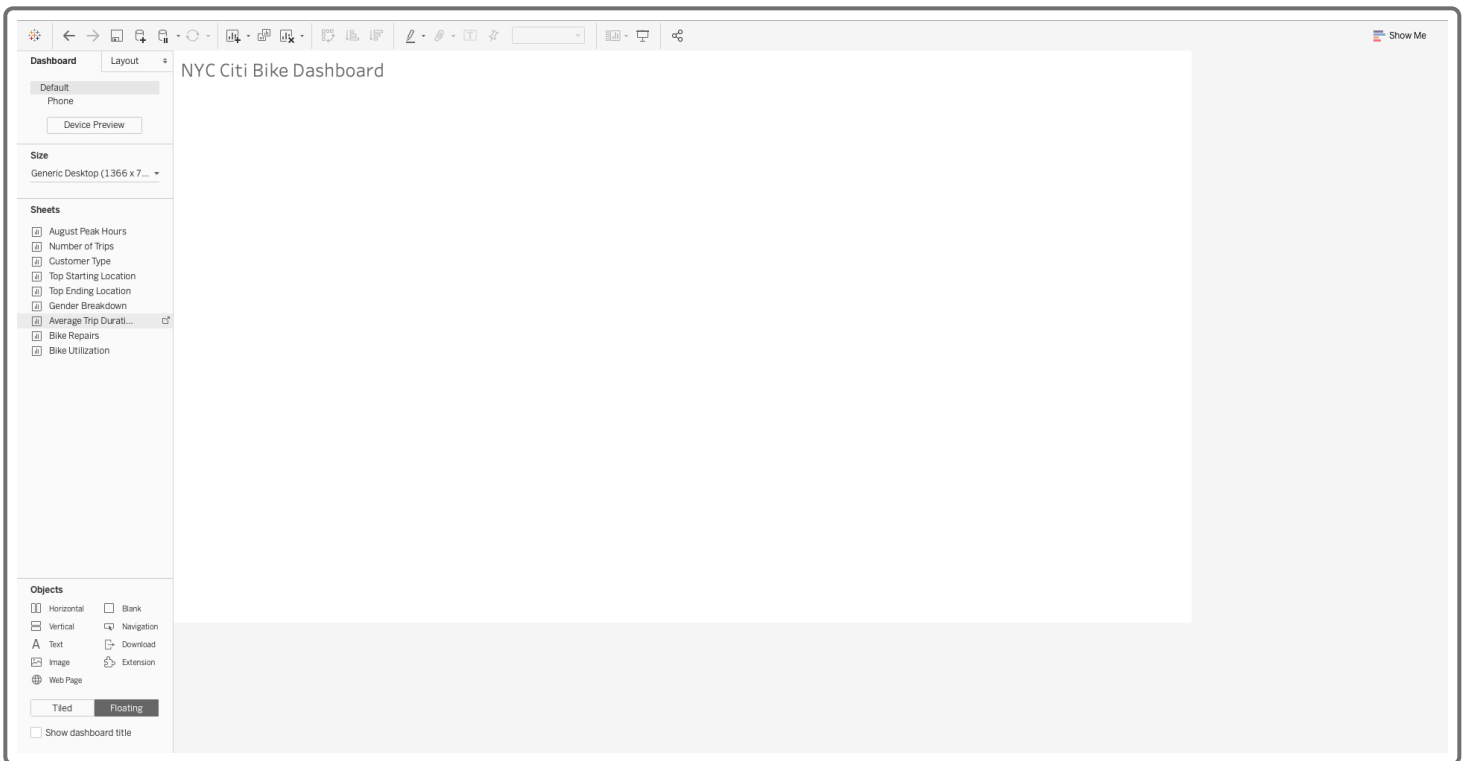 Show Me
Dashboard
Layout
NYC Citi Bike Dashboard
Default
Phone
Device Preview
Size
Generic Desktop (1366 x 7...
Sheets
August Peak Hours
Number of Trips
Customer Type
Top Starting Location
Top Ending Location
Gender Breakdown
Average Trip Durati...
Bike Repairs
Bike Utilization
Objects
Horizontal
Blank
Vertical
Navigation
A Text
Download
Image
Extension
Web Page
Tiled
Floating
Show dashboard title